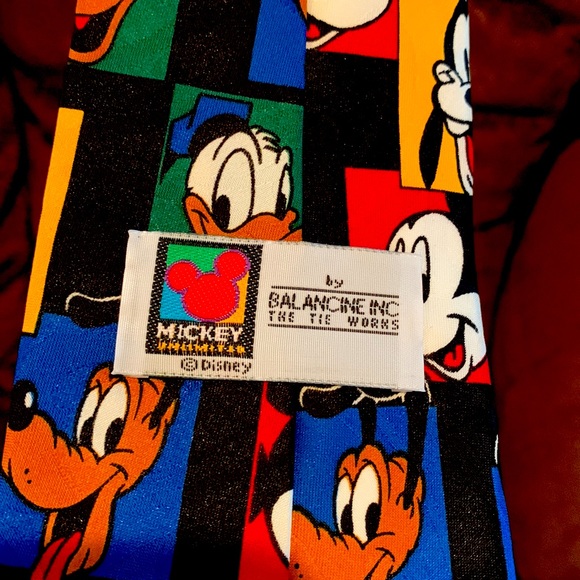 MICKEY
UNLIMITED
© Disney
by
BALANCINE INC
THE TIE WORKS